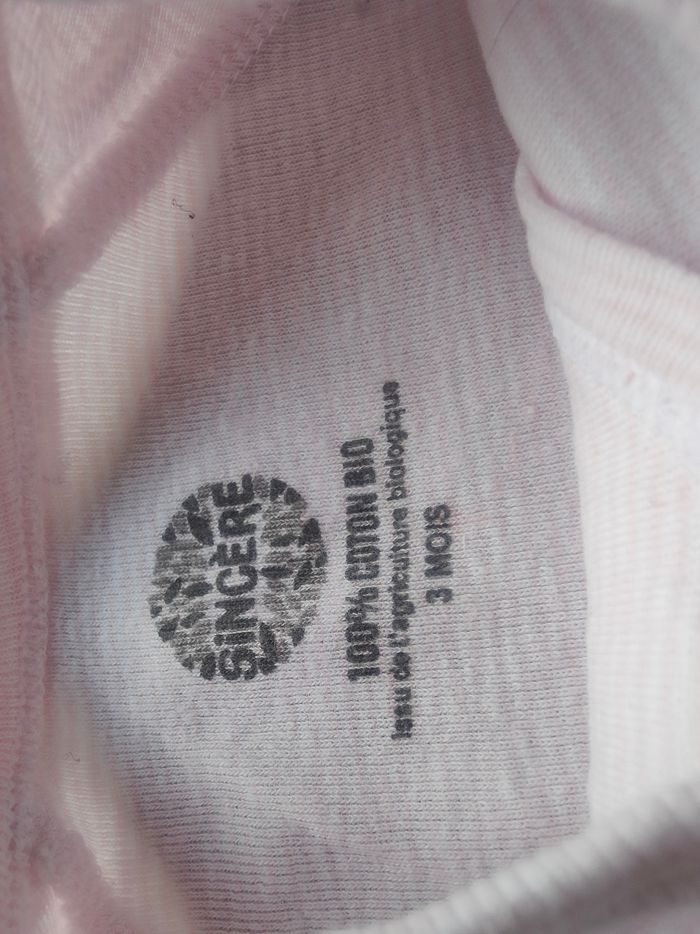 SiNCÈRE
100% COTON BIO
Issu de l'agriculture biologique
3 MOIS